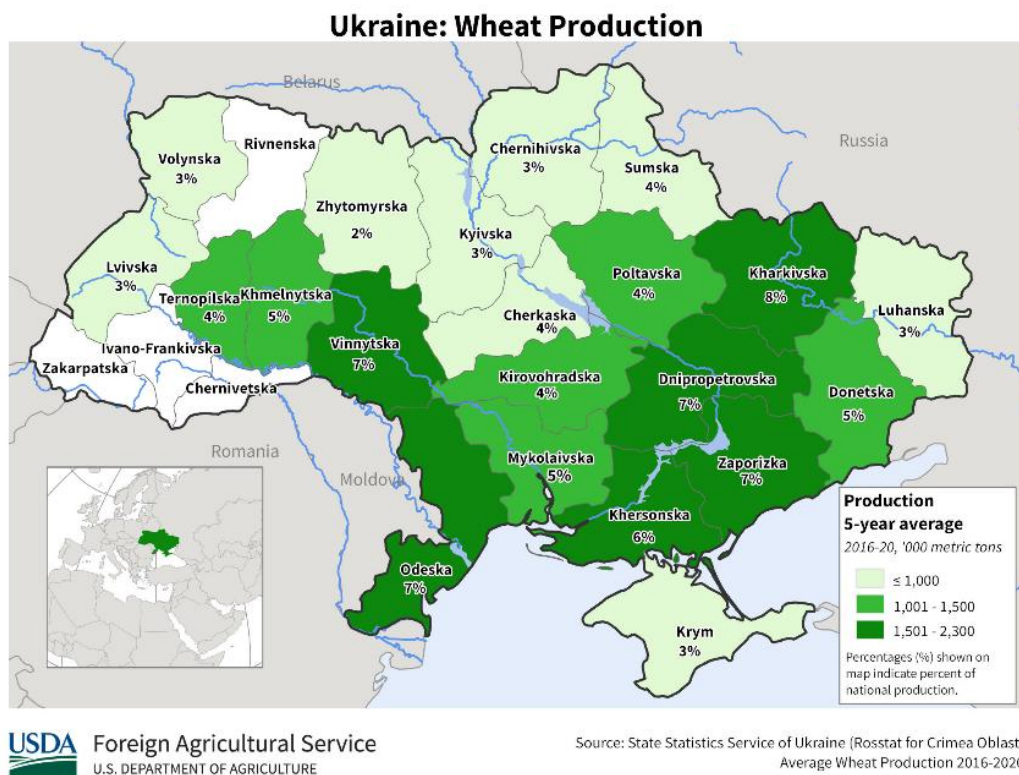 Ukraine: Wheat Production
Belarus
Russia
Rivnenska
Volynska
3%
Chernihivska
3%
Sumska
4%
Zhytomyrska
2%
Kyivska
3%
Lvivska
3%
Ternopilska
4%
Khmelnytska
5%
Poltavska
4%
Kharkivska
8%
Luhanska
3%
Cherkaska
4%
Vinnytska
7%
Ivano-Frankivska
Zakarpatska
Chernivetska
Kirovohradska
4%
Dnipropetrovska
7%
Donetska
5%
Romania
Moldova
Mykolaivska
5%
Zaporizka
7%
Khersonska
6%
Odeska
7%
Krym
3%
Production
5-year average
2016-20, '000 metric tons
≤ 1,000
1,001 - 1,500
1,501 - 2,300
Percentages (%) shown on
map indicate percent of
national production.
USDA
Foreign Agricultural Service
U.S. DEPARTMENT OF AGRICULTURE
Source: State Statistics Service of Ukraine (Rosstat for Crimea Oblast
Average Wheat Production 2016-2020